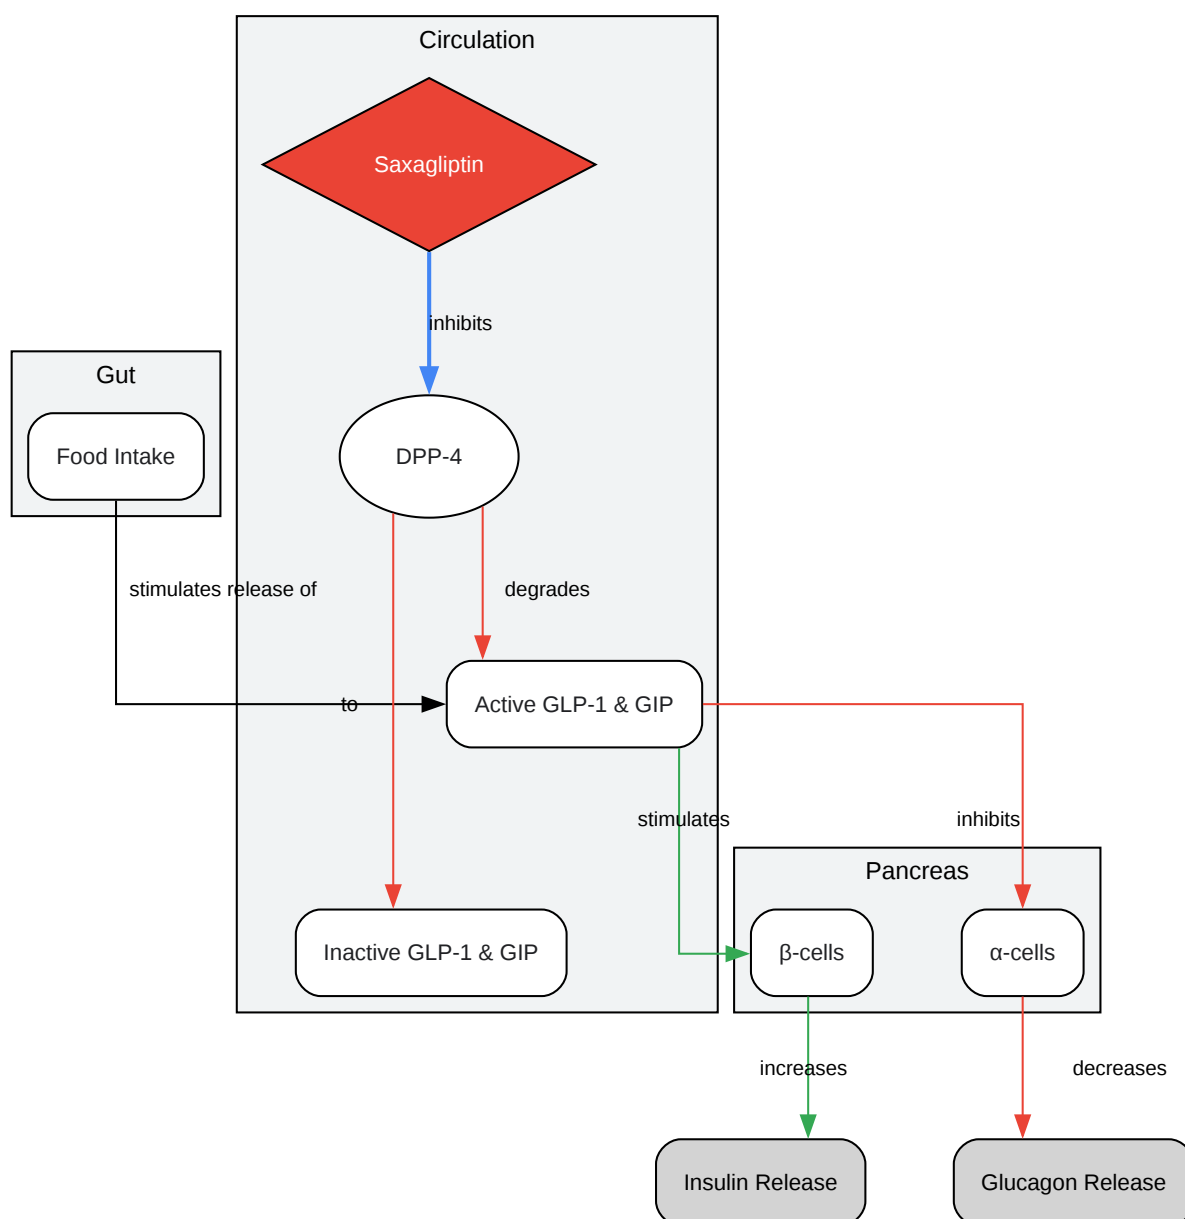 Circulation
Saxagliptin
inhibits
Gut
Food Intake
DPP-4
stimulates release of
degrades
to
Active GLP-1 & GIP
stimulates
inhibits
Pancreas
Inactive GLP-1 & GIP
β-cells
α-cells
increases
decreases
Insulin Release
Glucagon Release